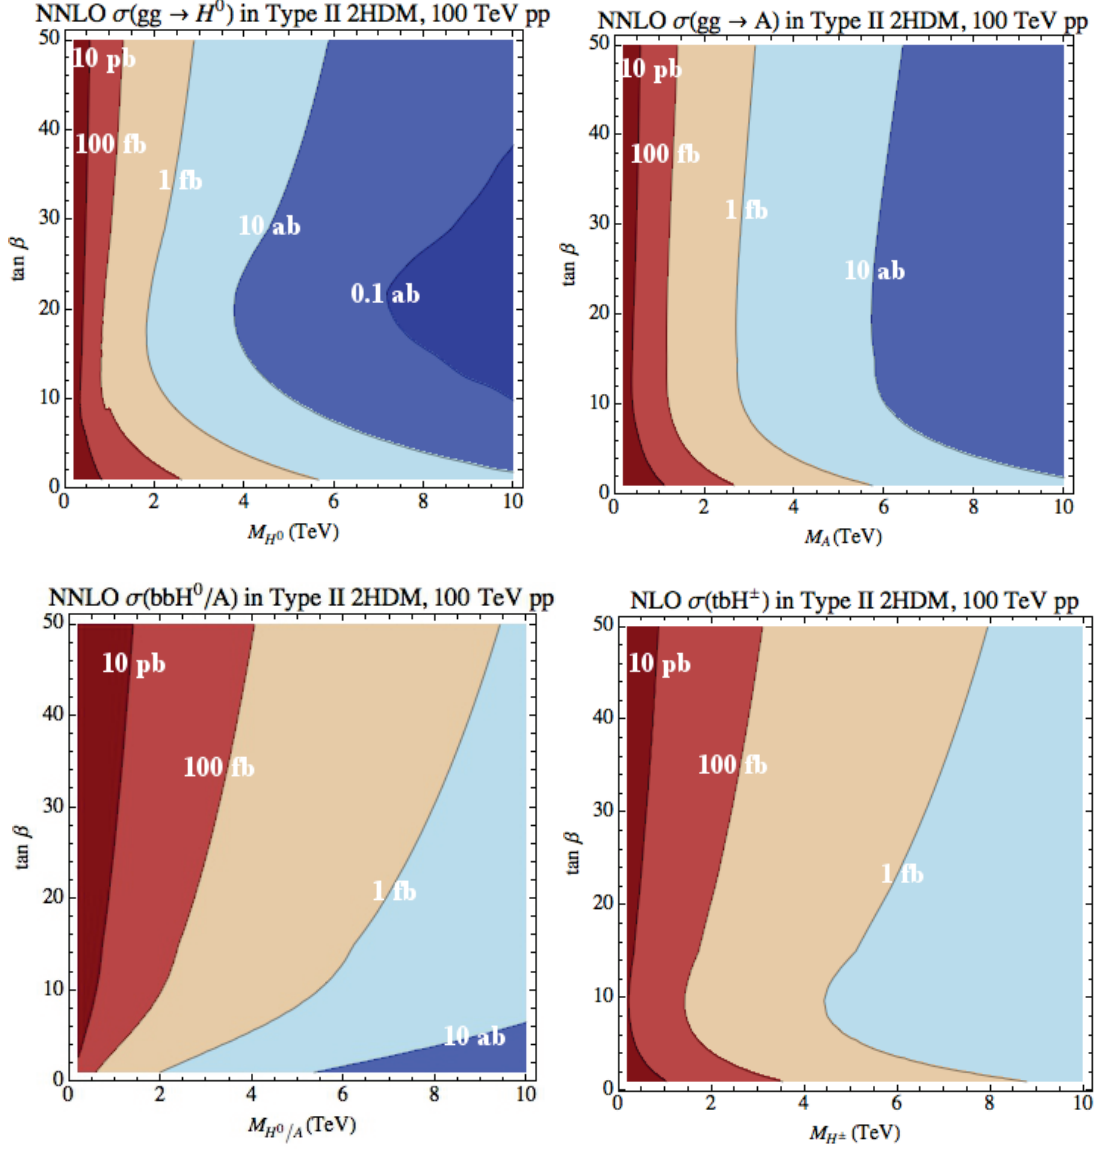 NNLO σ(gg → H⁰) in Type II 2HDM, 100 TeV pp
50
40
30
20
10
0
tan β
10 pb
100 fb
1 fb
10 ab
0.1 ab
0 2 4 6 8 10
M_H⁰ (TeV)
NNLO σ(gg → A) in Type II 2HDM, 100 TeV pp
50
40
30
20
10
0
tan β
10 pb
100 fb
1 fb
10 ab
0 2 4 6 8 10
M_A (TeV)
NNLO σ(bbH⁰/A) in Type II 2HDM, 100 TeV pp
50
40
30
20
10
0
tan β
10 pb
100 fb
1 fb
10 ab
0 2 4 6 8 10
M_H⁰/A (TeV)
NLO σ(tbH±) in Type II 2HDM, 100 TeV pp
50
40
30
20
10
0
tan β
10 pb
100 fb
1 fb
0 2 4 6 8 10
M_H± (TeV)